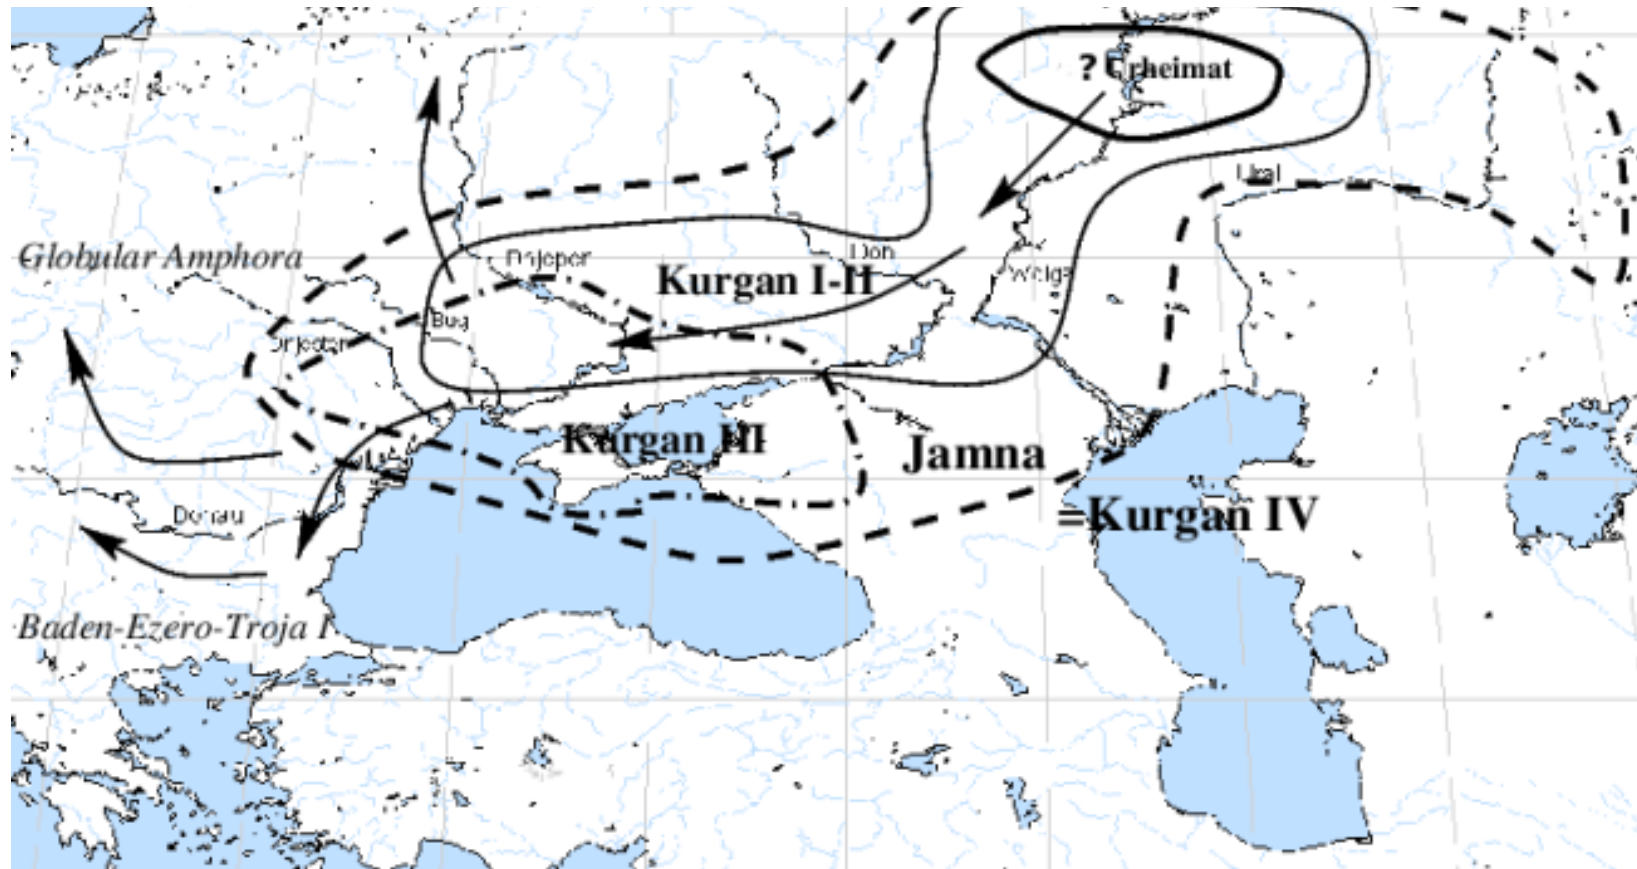 ? Urheimat
Ural
Globular Amphora
Dnjeper
Don
Kurgan I-II
Wolga
Bug
Dnjestr
Kurgan III
Jamna
=Kurgan IV
Donau
Baden-Ezero-Troja I